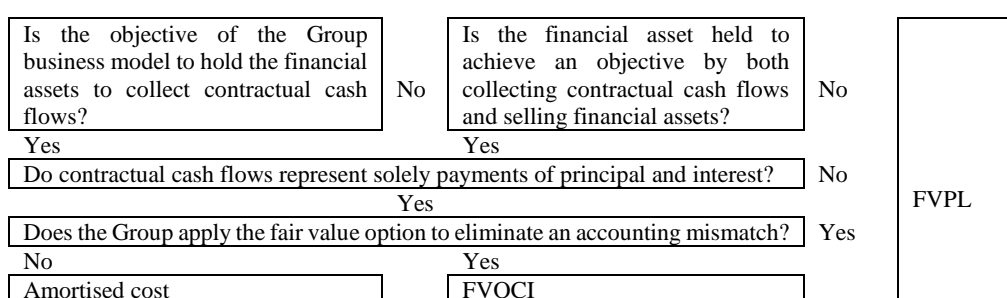 Is the objective of the Group
business model to hold the financial
assets to collect contractual cash
flows?
No
Is the financial asset held to
achieve an objective by both
collecting contractual cash flows
and selling financial assets?
No
Yes
Yes
Do contractual cash flows represent solely payments of principal and interest?
No
Yes
FVPL
Does the Group apply the fair value option to eliminate an accounting mismatch?
Yes
No
Yes
Amortised cost
FVOCI